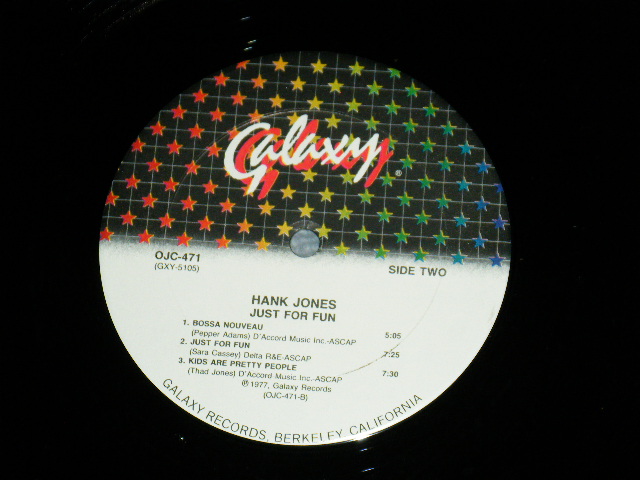 Galaxy®
OJC-471
(GXY-5105)
SIDE TWO
HANK JONES
JUST FOR FUN
1. BOSSA NOUVEAU 5:05
(Pepper Adams) D'Accord Music Inc.-ASCAP
2. JUST FOR FUN 7:25
(Sara Cassey) Delta R&E-ASCAP
3. KIDS ARE PRETTY PEOPLE 7:30
(Thad Jones) D'Accord Music Inc.-ASCAP
℗ 1977, Galaxy Records
(OJC-471-B)
GALAXY RECORDS, BERKELEY, CALIFORNIA